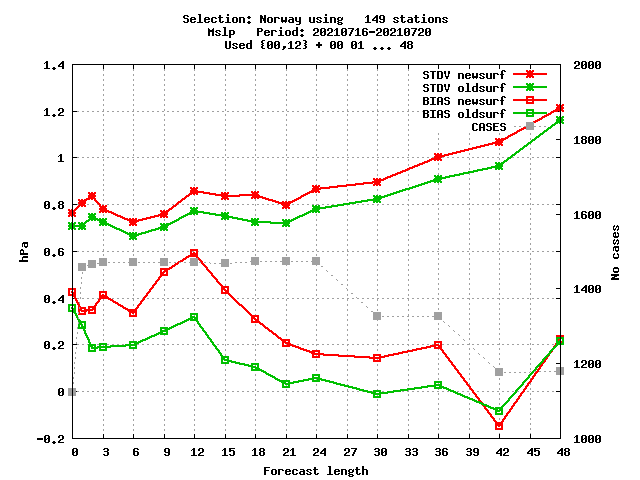 Selection: Norway using 149 stations
Mslp Period: 20210716-20210720
Used {00,12} + 00 01 ... 48
STDV newsurf
STDV oldsurf
BIAS newsurf
BIAS oldsurf
CASES
hPa
1.4
1.2
1
0.8
0.6
0.4
0.2
0
-0.2
2000
1800
1600
1400
1200
1000
No cases
0 3 6 9 12 15 18 21 24 27 30 33 36 39 42 45 48
Forecast length